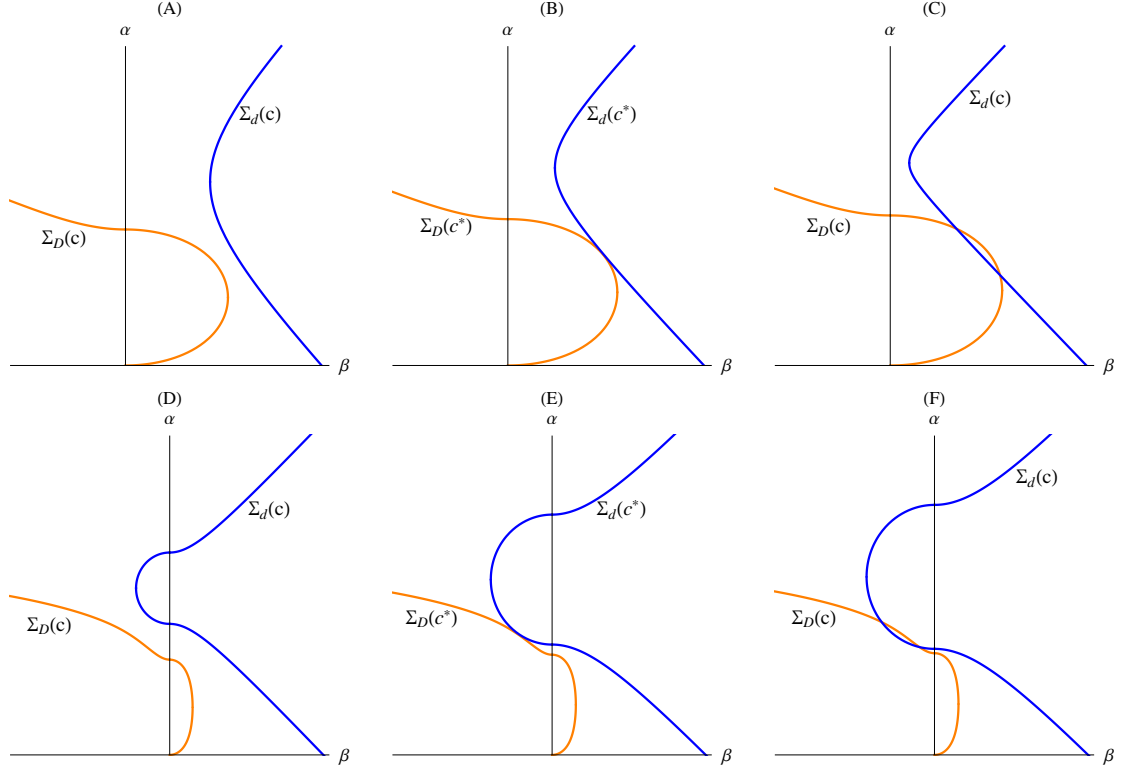 (A)
α
Σ_d(c)
Σ_D(c)
β
(B)
α
Σ_d(c*)
Σ_D(c*)
β
(C)
α
Σ_d(c)
Σ_D(c)
β
(D)
α
Σ_d(c)
Σ_D(c)
β
(E)
α
Σ_d(c*)
Σ_D(c*)
β
(F)
α
Σ_d(c)
Σ_D(c)
β